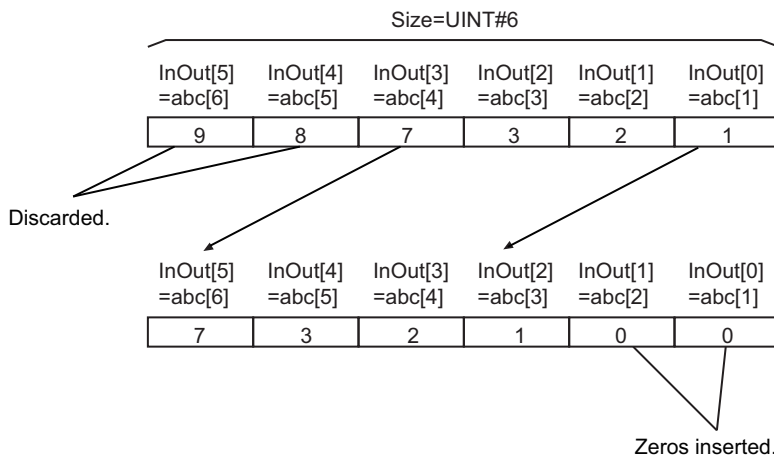 Size=UINT#6
InOut[5] InOut[4] InOut[3] InOut[2] InOut[1] InOut[0]
=abc[6] =abc[5] =abc[4] =abc[3] =abc[2] =abc[1]
9 8 7 3 2 1
Discarded.
InOut[5] InOut[4] InOut[3] InOut[2] InOut[1] InOut[0]
=abc[6] =abc[5] =abc[4] =abc[3] =abc[2] =abc[1]
7 3 2 1 0 0
Zeros inserted.